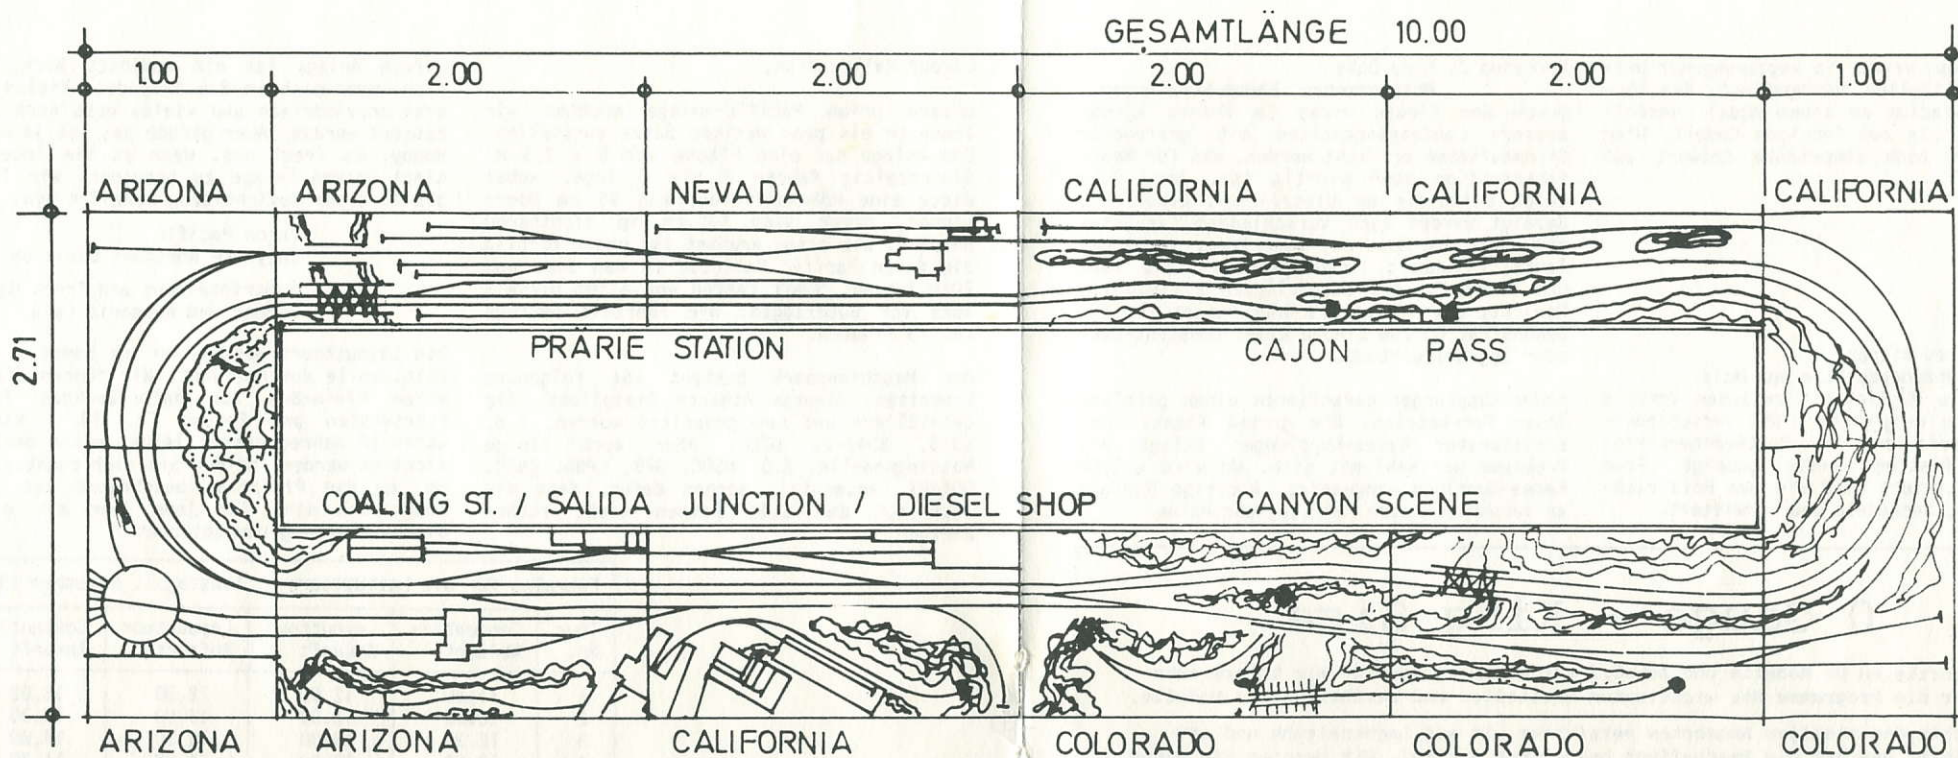 GESAMTLÄNGE 10.00
1.00 2.00 2.00 2.00 2.00 1.00
ARIZONA ARIZONA NEVADA CALIFORNIA CALIFORNIA CALIFORNIA
2.71
PRÄRIE STATION CAJON PASS
COALING ST. / SALIDA JUNCTION / DIESEL SHOP CANYON SCENE
ARIZONA ARIZONA CALIFORNIA COLORADO COLORADO COLORADO